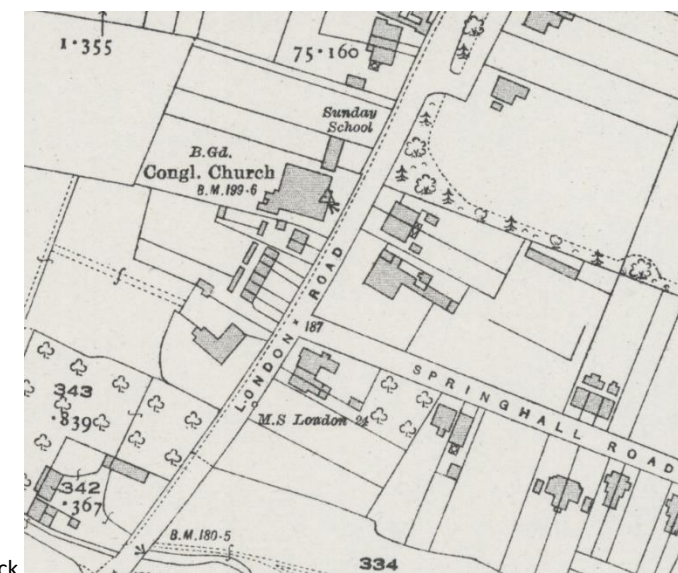 1·355
75·160
Sunday
School
B.Gd.
Congl. Church
B.M.199·6
LONDON ROAD
187
SPRINGHALL ROAD
M.S London 24
343
·839
342
·367
B.M.180·5
334
ck